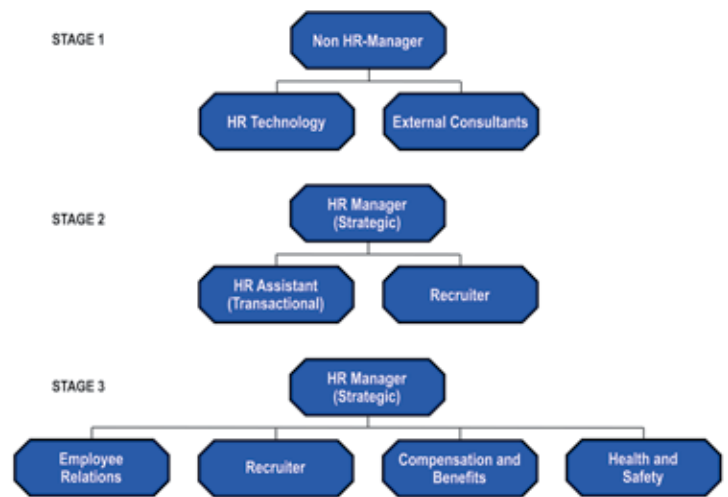 STAGE 1
Non HR-Manager
HR Technology
External Consultants
STAGE 2
HR Manager
(Strategic)
HR Assistant
(Transactional)
Recruiter
STAGE 3
HR Manager
(Strategic)
Employee
Relations
Recruiter
Compensation and
Benefits
Health and
Safety